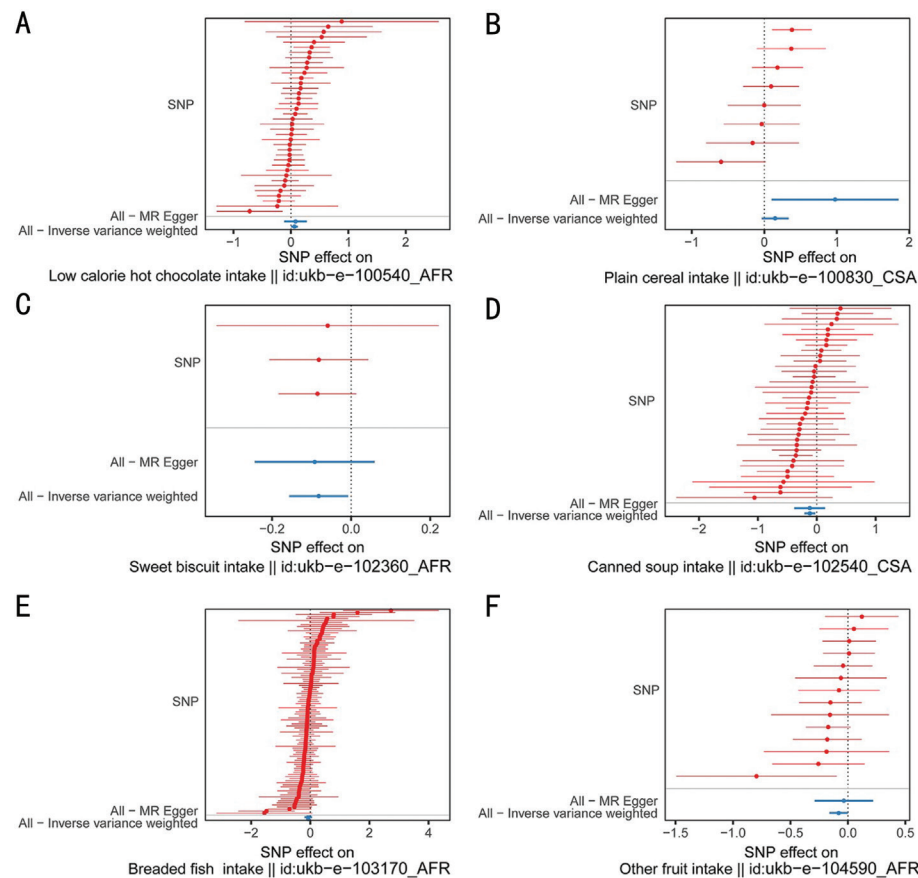 A
SNP
All − MR Egger
All − Inverse variance weighted
−1 0 1 2
SNP effect on
Low calorie hot chocolate intake || id:ukb−e−100540_AFR
B
SNP
All − MR Egger
All − Inverse variance weighted
−1 0 1 2
SNP effect on
Plain cereal intake || id:ukb−e−100830_CSA
C
SNP
All − MR Egger
All − Inverse variance weighted
−0.2 0.0 0.2
SNP effect on
Sweet biscuit intake || id:ukb−e−102360_AFR
D
SNP
All − MR Egger
All − Inverse variance weighted
−2 −1 0 1
SNP effect on
Canned soup intake || id:ukb−e−102540_CSA
E
SNP
All − MR Egger
All − Inverse variance weighted
−2 0 2 4
SNP effect on
Breaded fish intake || id:ukb−e−103170_AFR
F
SNP
All − MR Egger
All − Inverse variance weighted
−1.5 −1.0 −0.5 0.0 0.5
SNP effect on
Other fruit intake || id:ukb−e−104590_AFR